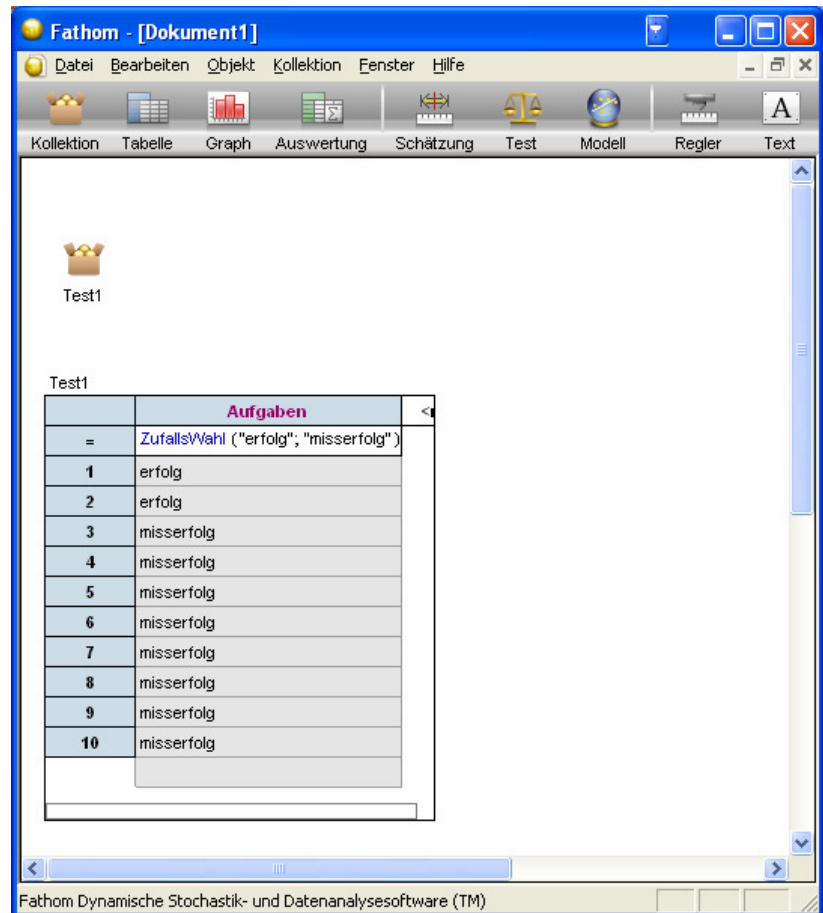 Fathom - [Dokument1]
Datei Bearbeiten Objekt Kollektion Fenster Hilfe
Kollektion Tabelle Graph Auswertung Schätzung Test Modell Regler Text
Test1
Test1
Aufgaben
= ZufallsWahl ("erfolg"; "misserfolg")
1 erfolg
2 erfolg
3 misserfolg
4 misserfolg
5 misserfolg
6 misserfolg
7 misserfolg
8 misserfolg
9 misserfolg
10 misserfolg
Fathom Dynamische Stochastik- und Datenanalysesoftware (TM)